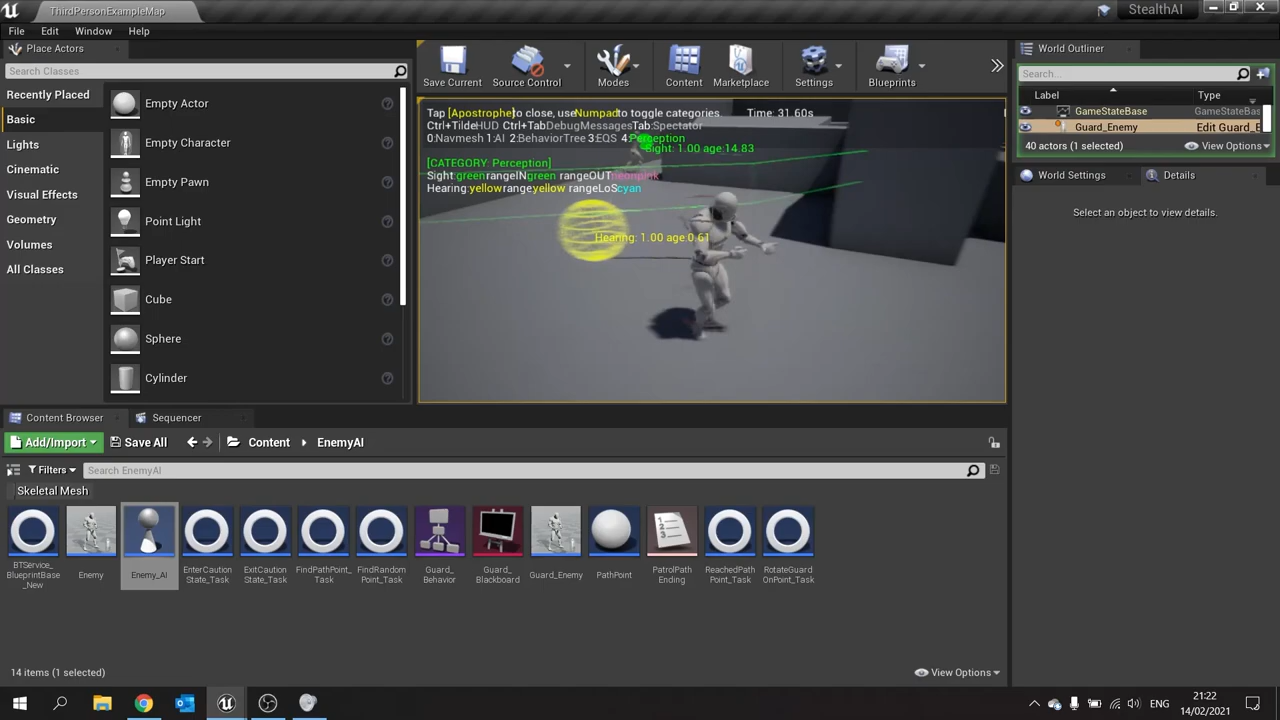 ThirdPersonExampleMap
StealthAI
File Edit Window Help
Place Actors
Search Classes
Recently Placed
Basic
Lights
Cinematic
Visual Effects
Geometry
Volumes
All Classes
Empty Actor
Empty Character
Empty Pawn
Point Light
Player Start
Cube
Sphere
Cylinder
Save Current
Source Control
Modes
Content
Marketplace
Settings
Blueprints
Tap [Apostrophe] to close, use Numpad to toggle categories
Time: 31.60s
Ctrl+Tilde HUD Ctrl+Tab DebugMessages Tab: Spectator
0:Navmesh 1:AI 2:BehaviorTree 3:EQS 4:Perception
Sight: 1.00 age:14.83
[CATEGORY: Perception]
Sight:green rangeIN green rangeOUT neonpink
Hearing:yellow range yellow rangeLoS cyan
Hearing: 1.00 age:0.61
World Outliner
Search...
Label Type
GameStateBase GameStateBas
Guard_Enemy Edit Guard_E
40 actors (1 selected) View Options
World Settings Details
Select an object to view details.
Content Browser Sequencer
Add/Import Save All Content EnemyAI
Filters Search EnemyAI
Skeletal Mesh
BTService_
BlueprintBase
_New
Enemy
Enemy_AI
EnterCaution
State_Task
ExitCaution
State_Task
FindPathPoint_
Task
FindRandom
Point_Task
Guard_
Behavior
Guard_
Blackboard
Guard_Enemy
PathPoint
PatrolPath
Ending
ReachedPath
Point_Task
RotateGuard
OnPoint_Task
14 items (1 selected)
View Options
ENG
21:22
14/02/2021